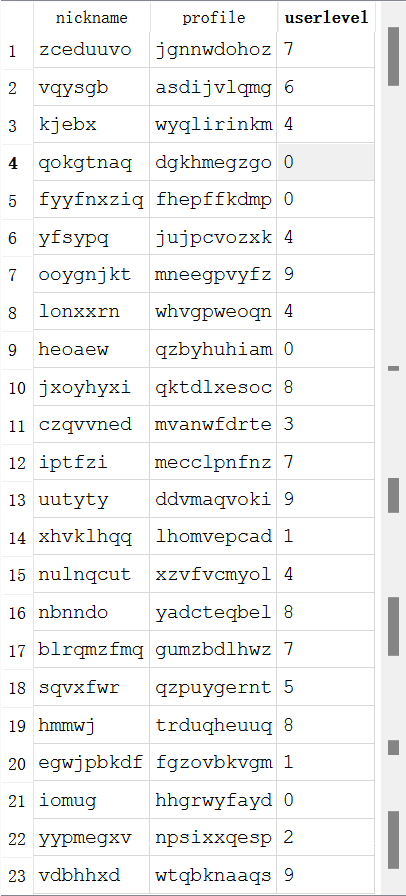 nickname profile userlevel
1 zceduuvo jgnnwdohoz 7
2 vqysgb asdijvlqmg 6
3 kjebx wyqlirinkm 4
4 qokgtnaq dgkhmegzgo 0
5 fyyfnxziq fhepffkdmp 0
6 yfsypq jujpcvozxk 4
7 ooygnjkt mneegpvyfz 9
8 lonxxrn whvgpweoqn 4
9 heoaew qzbyhuhiam 0
10 jxoyhyxi qktdlxesoc 8
11 czqvvned mvanwfdrte 3
12 iptfzi mecclpnfnz 7
13 uutyty ddvmaqvoki 9
14 xhvklhqq lhomvepcad 1
15 nulnqcut xzvfvcmyol 4
16 nbnndo yadcteqbel 8
17 blrqmzfmq gumzbdlhwz 7
18 sqvxfwr qzpuygernt 5
19 hmmwj trduqheuuq 8
20 egwjpbkdf fgzovbkvgm 1
21 iomug hhgrwyfayd 0
22 yypmegxv npsixxqesp 2
23 vdbhhxd wtqbknaaqs 9